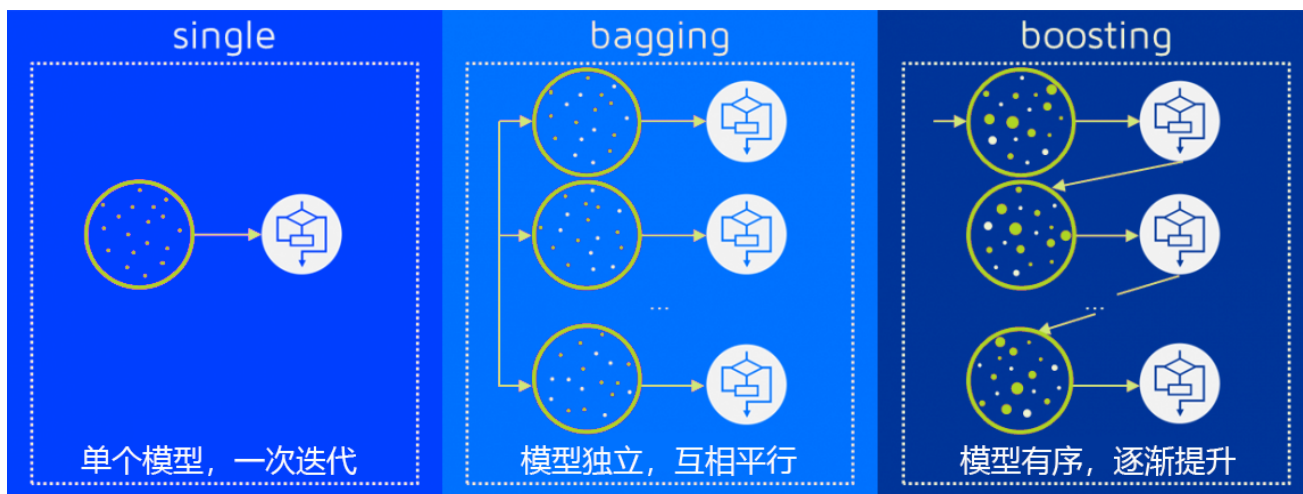 single
bagging
boosting
...
...
单个模型，一次迭代
模型独立，互相平行
模型有序，逐渐提升